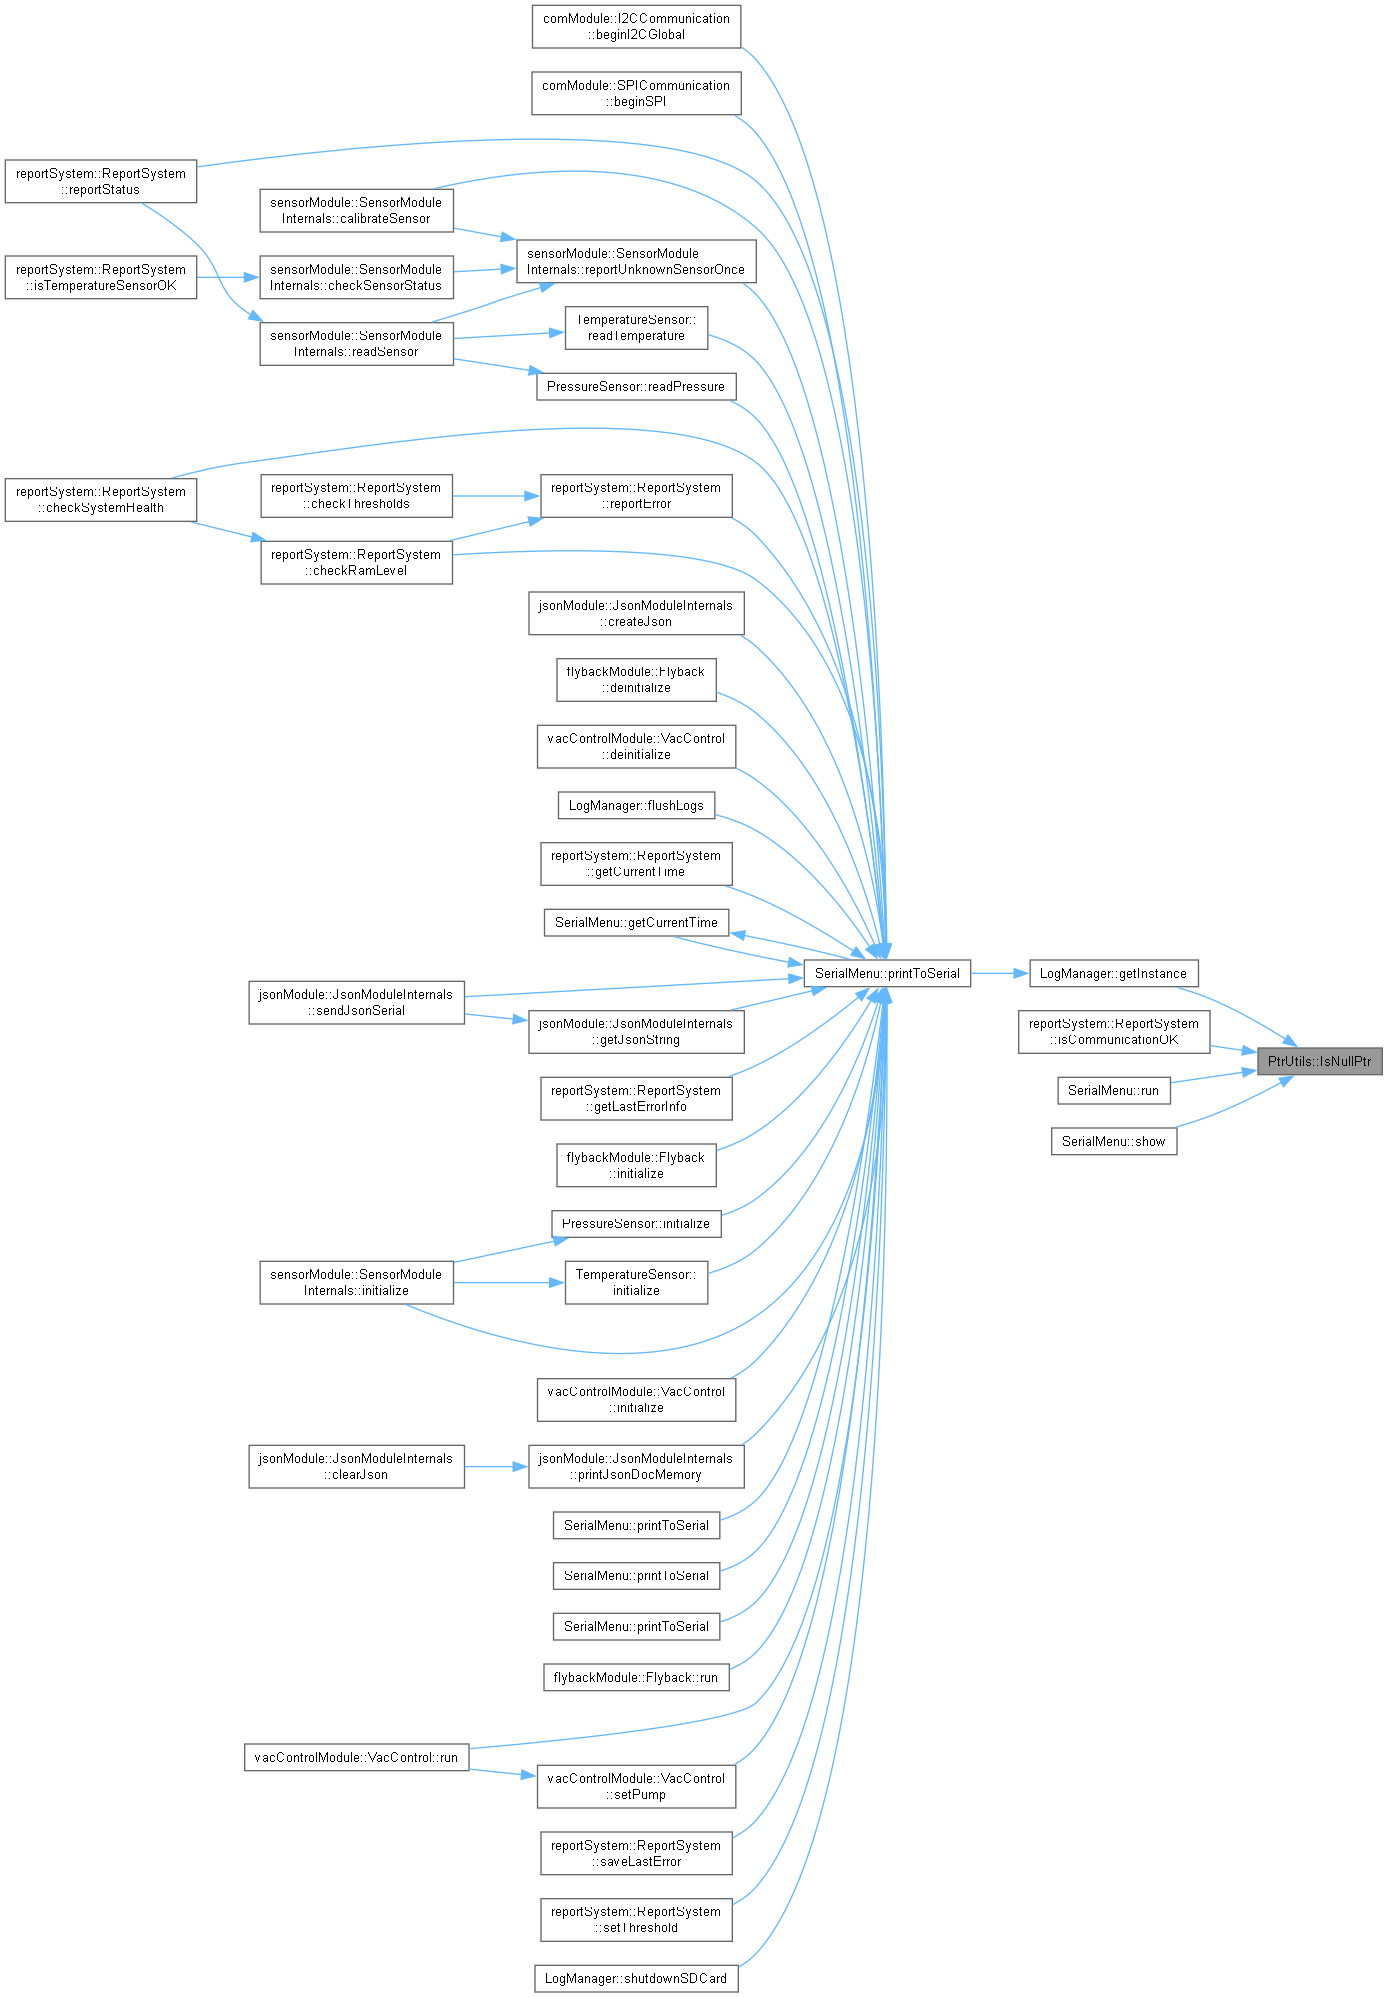 comModule::I2CCommunication
::beginI2CGlobal
comModule::SPICommunication
::beginSPI
reportSystem::ReportSystem
::reportStatus
sensorModule::SensorModule
Internals::calibrateSensor
sensorModule::SensorModule
Internals::reportUnknownSensorOnce
reportSystem::ReportSystem
::isTemperatureSensorOK
sensorModule::SensorModule
Internals::checkSensorStatus
sensorModule::SensorModule
Internals::readSensor
TemperatureSensor::
readTemperature
PressureSensor::readPressure
reportSystem::ReportSystem
::checkSystemHealth
reportSystem::ReportSystem
::checkThresholds
reportSystem::ReportSystem
::reportError
reportSystem::ReportSystem
::checkRamLevel
jsonModule::JsonModuleInternals
::createJson
flybackModule::Flyback
::deinitialize
vacControlModule::VacControl
::deinitialize
LogManager::flushLogs
reportSystem::ReportSystem
::getCurrentTime
SerialMenu::getCurrentTime
SerialMenu::printToSerial
LogManager::getInstance
jsonModule::JsonModuleInternals
::sendJsonSerial
jsonModule::JsonModuleInternals
::getJsonString
reportSystem::ReportSystem
::isCommunicationOK
PtrUtils::IsNullPtr
SerialMenu::run
SerialMenu::show
reportSystem::ReportSystem
::getLastErrorInfo
flybackModule::Flyback
::initialize
PressureSensor::initialize
sensorModule::SensorModule
Internals::initialize
TemperatureSensor::
initialize
vacControlModule::VacControl
::initialize
jsonModule::JsonModuleInternals
::clearJson
jsonModule::JsonModuleInternals
::printJsonDocMemory
SerialMenu::printToSerial
SerialMenu::printToSerial
SerialMenu::printToSerial
flybackModule::Flyback::run
vacControlModule::VacControl::run
vacControlModule::VacControl
::setPump
reportSystem::ReportSystem
::saveLastError
reportSystem::ReportSystem
::setThreshold
LogManager::shutdownSDCard